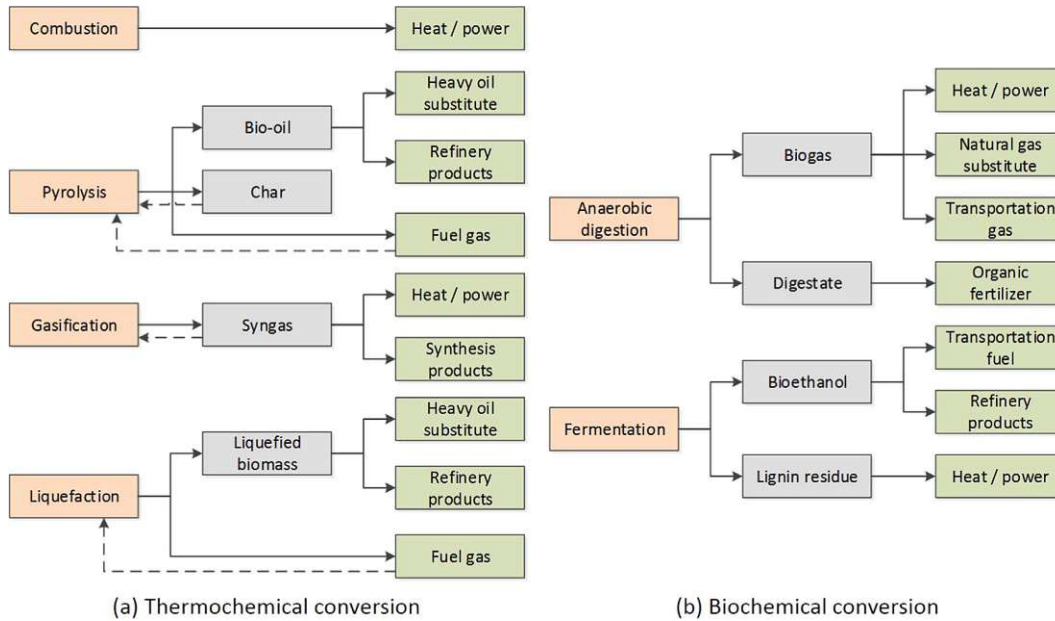 Combustion
Heat / power
Heavy oil
substitute
Bio-oil
Refinery
products
Pyrolysis
Char
Fuel gas
Heat / power
Gasification
Syngas
Synthesis
products
Heavy oil
substitute
Liquefied
biomass
Refinery
products
Liquefaction
Fuel gas
(a) Thermochemical conversion
Heat / power
Biogas
Natural gas
substitute
Anaerobic
digestion
Transportation
gas
Digestate
Organic
fertilizer
Transportation
fuel
Bioethanol
Refinery
products
Fermentation
Lignin residue
Heat / power
(b) Biochemical conversion